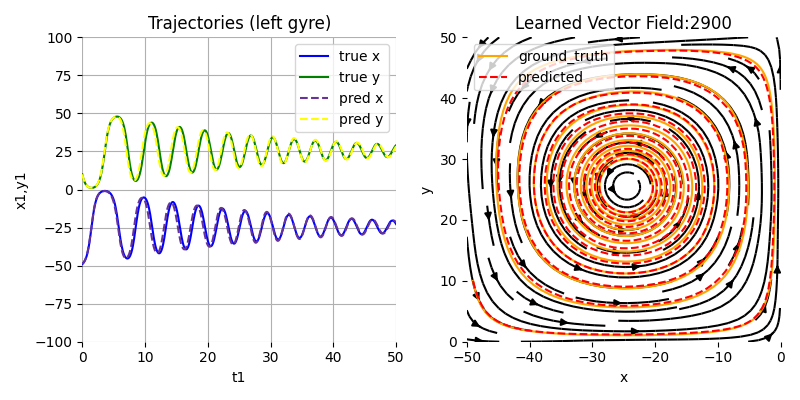 Trajectories (left gyre)
100
75
50
25
0
−25
−50
−75
−100
0
10
20
30
40
50
x1,y1
t1
true x
true y
pred x
pred y
Learned Vector Field:2900
50
40
30
20
10
0
−50
−40
−30
−20
−10
0
y
x
ground_truth
predicted